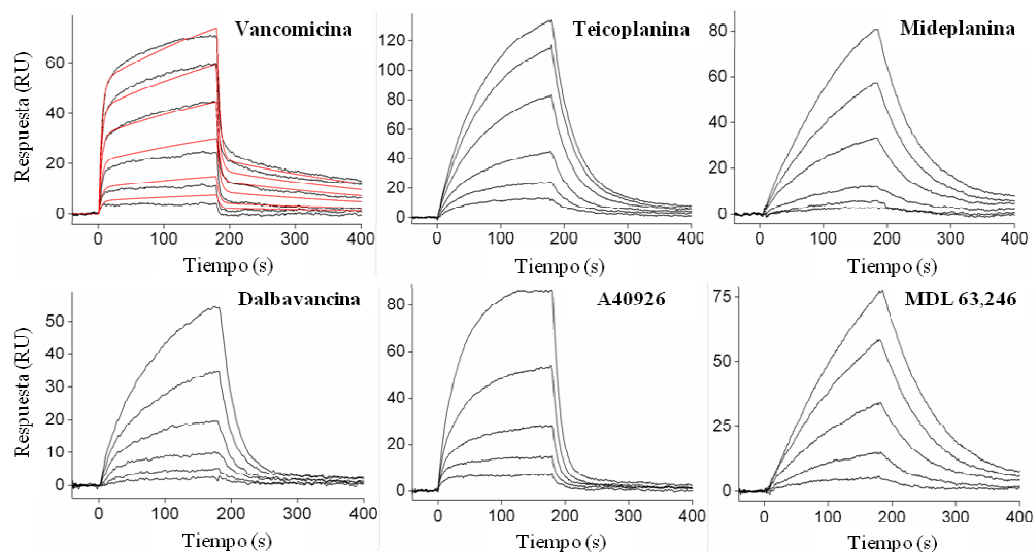 Vancomicina
Respuesta (RU)
60
40
20
0
0 100 200 300 400
Tiempo (s)
Teicoplanina
120
100
80
60
40
20
0
0 100 200 300 400
Tiempo (s)
Mideplanina
80
60
40
20
0
0 100 200 300 400
Tiempo (s)
Dalbavancina
Respuesta (RU)
50
40
30
20
10
0
0 100 200 300 400
Tiempo (s)
A40926
80
60
40
20
0
0 100 200 300 400
Tiempo (s)
MDL 63,246
75
50
25
0
0 100 200 300 400
Tiempo (s)